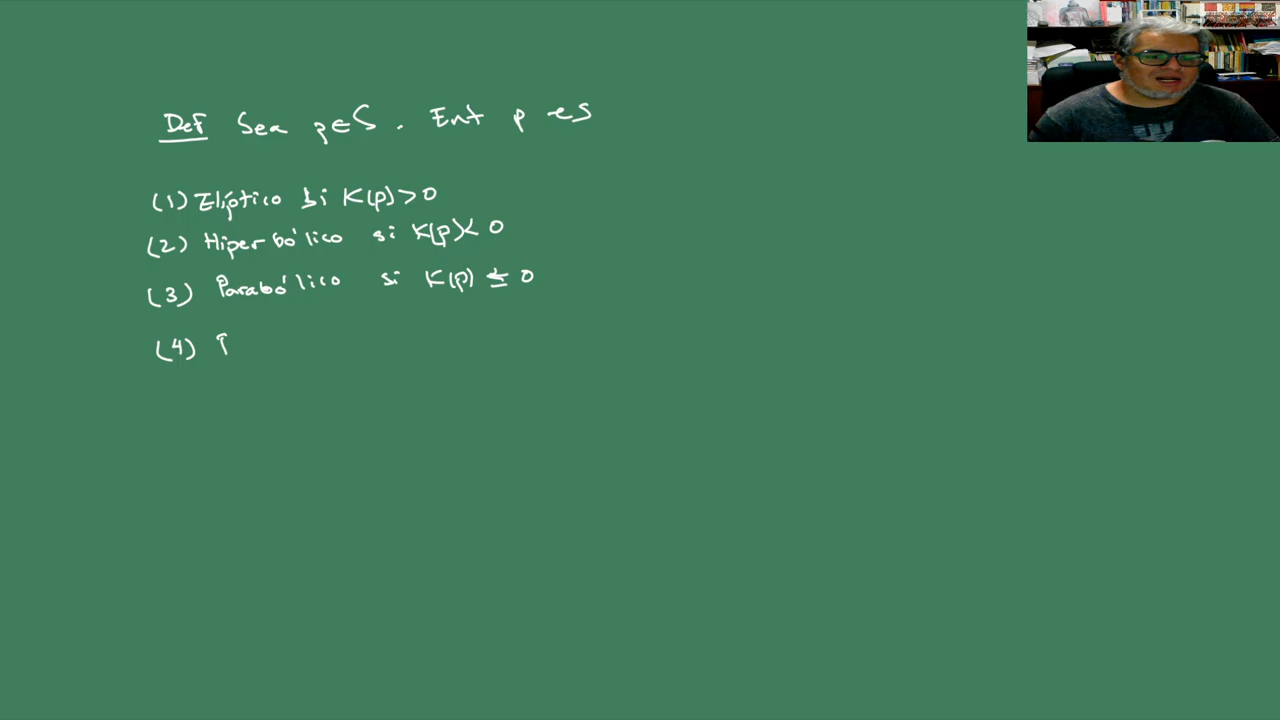 Def Sea p∈S. Ent p es
(1) Elíptico si K(p) > 0
(2) Hiperbólico si K(p) < 0
(3) Parabólico si K(p) ≤ 0
(4) P